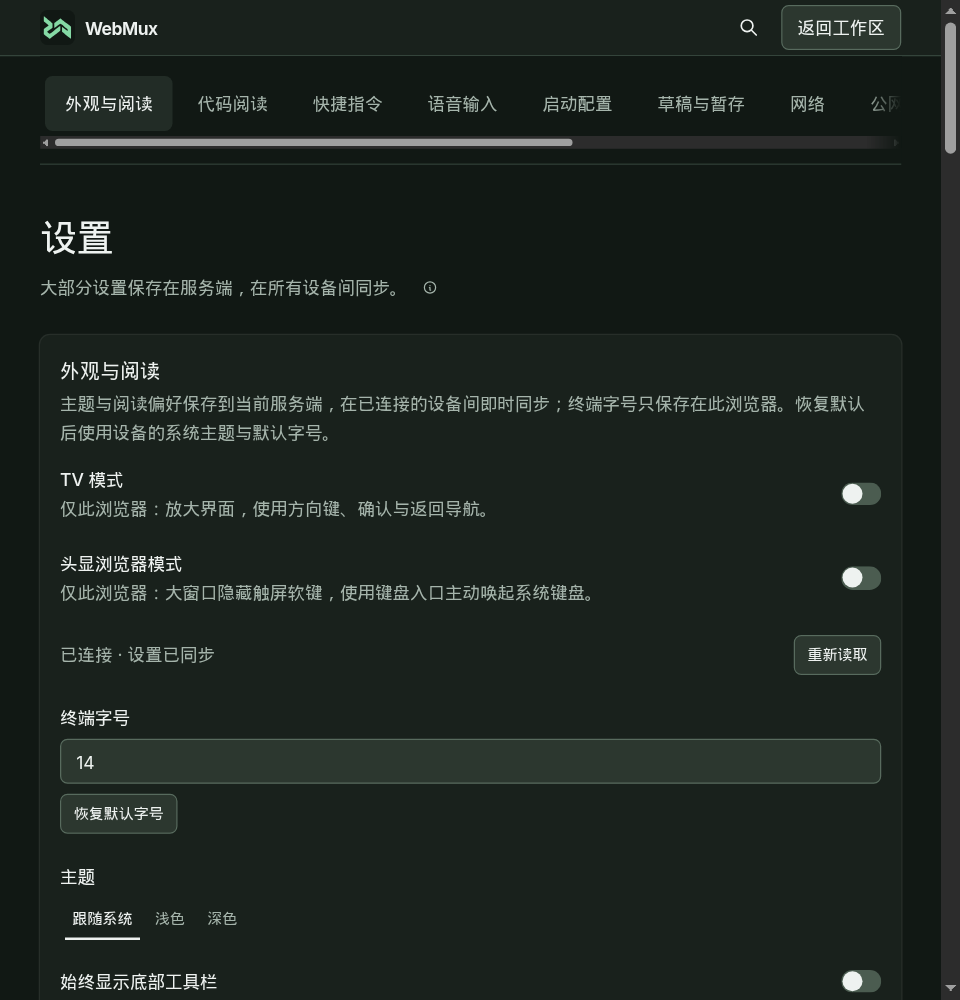 WebMux
返回工作区
外观与阅读
代码阅读
快捷指令
语音输入
启动配置
草稿与暂存
网络
公网
设置
大部分设置保存在服务端，在所有设备间同步。
外观与阅读
主题与阅读偏好保存到当前服务端，在已连接的设备间即时同步；终端字号只保存在此浏览器。恢复默认
后使用设备的系统主题与默认字号。
TV 模式
仅此浏览器：放大界面，使用方向键、确认与返回导航。
头显浏览器模式
仅此浏览器：大窗口隐藏触屏软键，使用键盘入口主动唤起系统键盘。
已连接 · 设置已同步
重新读取
终端字号
14
恢复默认字号
主题
跟随系统
浅色
深色
始终显示底部工具栏